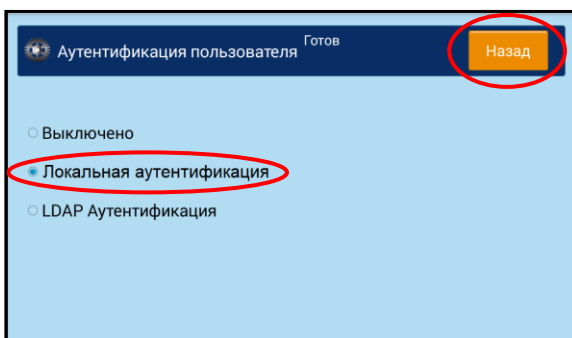 Аутентификация пользователя Готов
Назад
Выключено
Локальная аутентификация
LDAP Аутентификация